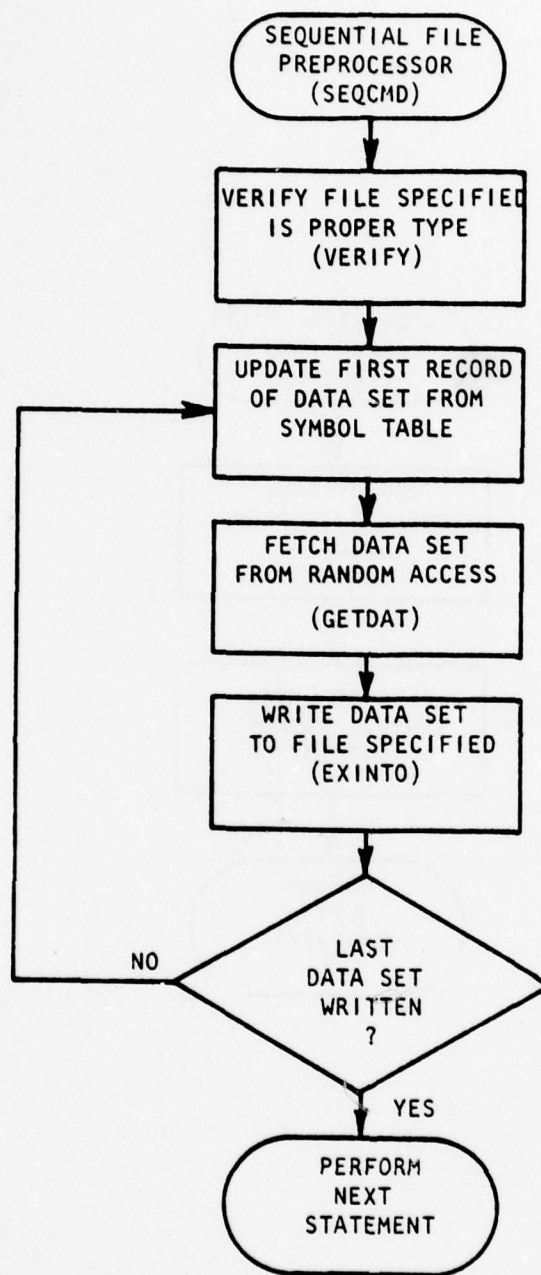 SEQUENTIAL FILE
PREPROCESSOR
(SEQCMD)
VERIFY FILE SPECIFIED
IS PROPER TYPE
(VERIFY)
UPDATE FIRST RECORD
OF DATA SET FROM
SYMBOL TABLE
FETCH DATA SET
FROM RANDOM ACCESS
(GETDAT)
WRITE DATA SET
TO FILE SPECIFIED
(EXINTO)
NO
LAST
DATA SET
WRITTEN
?
YES
PERFORM
NEXT
STATEMENT